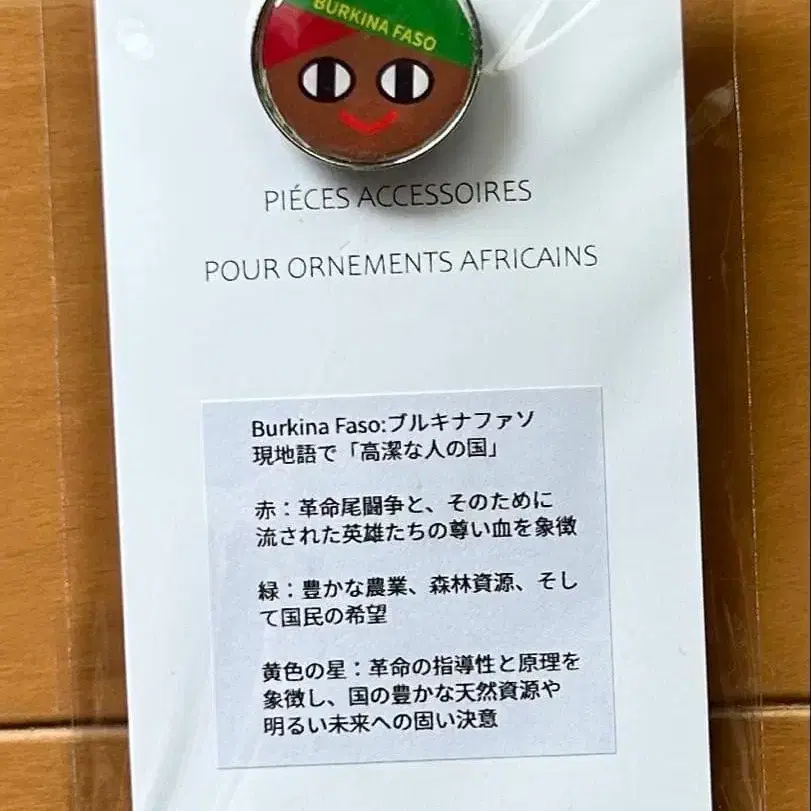 BURKINA FASO
PIÉCES ACCESSOIRES
POUR ORNEMENTS AFRICAINS
Burkina Faso:ブルキナファソ
現地語で「高潔な人の国」
赤：革命尾闘争と、そのために
流された英雄たちの尊い血を象徴
緑：豊かな農業、森林資源、そし
て国民の希望
黄色の星：革命の指導性と原理を
象徴し、国の豊かな天然資源や
明るい未来への固い決意